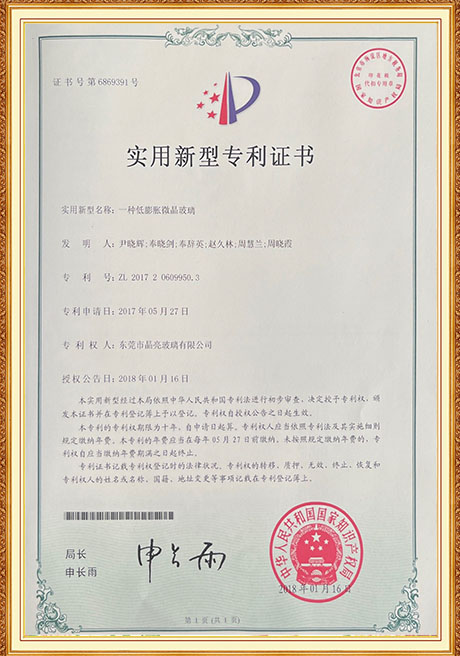 证书号第6869391号
印花税
代扣专用章
实用新型专利证书
实用新型名称：一种低膨胀微晶玻璃
发明人：尹晓辉;奉晓剑;奉辞英;赵久林;周慧兰;周晓霞
专利号：ZL 2017 2 0609950.3
专利申请日：2017年05月27日
专利权人：东莞市晶亮玻璃有限公司
授权公告日：2018年01月16日
本实用新型经过本局依照中华人民共和国专利法进行初步审查，决定授予专利权，颁
发本证书并在专利登记簿上予以登记。专利权自授权公告之日起生效。
本专利的专利权期限为十年，自申请日起算。专利权人应当依照专利法及其实施细则
规定缴纳年费。本专利的年费应当在每年05月27日前缴纳。未按照规定缴纳年费的，专
利权自应当缴纳年费期满之日起终止。
专利证书记载专利权登记时的法律状况。专利权的转移、质押、无效、终止、恢复和
专利权人的姓名或名称、国籍、地址变更等事项记载在专利登记簿上。
局长
申长雨
中华人民共和国国家知识产权局
2018年01月16日
第1页（共1页）